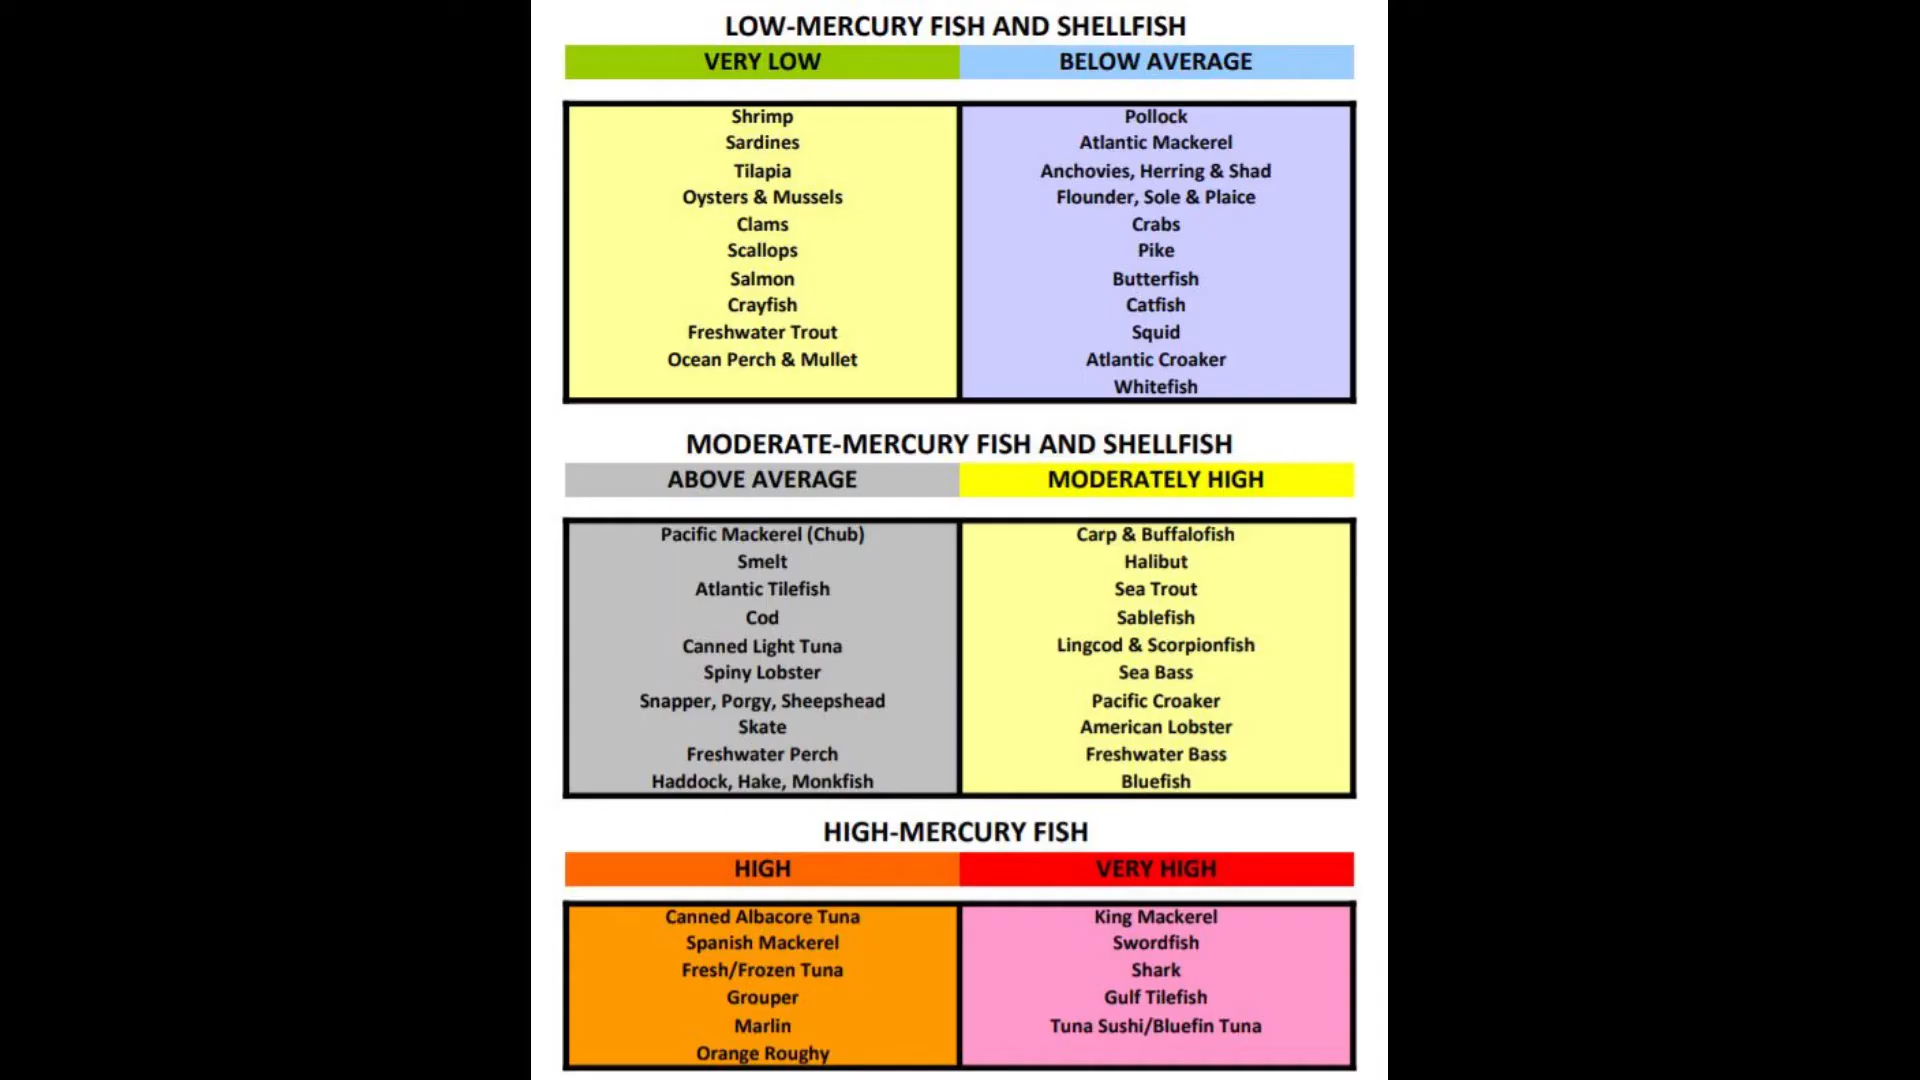 LOW-MERCURY FISH AND SHELLFISH
VERY LOW
BELOW AVERAGE
Shrimp
Sardines
Tilapia
Oysters & Mussels
Clams
Scallops
Salmon
Crayfish
Freshwater Trout
Ocean Perch & Mullet
Pollock
Atlantic Mackerel
Anchovies, Herring & Shad
Flounder, Sole & Plaice
Crabs
Pike
Butterfish
Catfish
Squid
Atlantic Croaker
Whitefish
MODERATE-MERCURY FISH AND SHELLFISH
ABOVE AVERAGE
MODERATELY HIGH
Pacific Mackerel (Chub)
Smelt
Atlantic Tilefish
Cod
Canned Light Tuna
Spiny Lobster
Snapper, Porgy, Sheepshead
Skate
Freshwater Perch
Haddock, Hake, Monkfish
Carp & Buffalofish
Halibut
Sea Trout
Sablefish
Lingcod & Scorpionfish
Sea Bass
Pacific Croaker
American Lobster
Freshwater Bass
Bluefish
HIGH-MERCURY FISH
HIGH
VERY HIGH
Canned Albacore Tuna
Spanish Mackerel
Fresh/Frozen Tuna
Grouper
Marlin
Orange Roughy
King Mackerel
Swordfish
Shark
Gulf Tilefish
Tuna Sushi/Bluefin Tuna